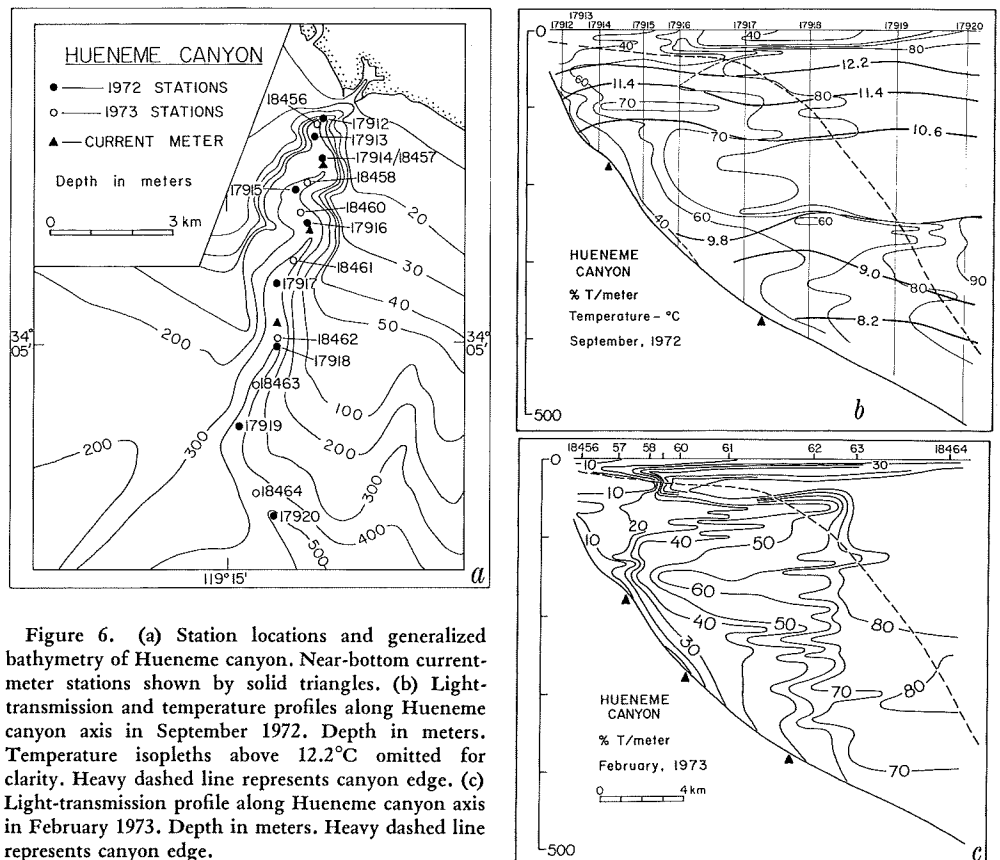 HUENEME CANYON
●—1972 STATIONS
○—1973 STATIONS
▲—CURRENT METER
Depth in meters
0 3 km
18456
17912
17913
17914/18457
18458
17915
18460
17916
18461
17917
18462
17918
18463
17919
18464
17920
20
30
40
50
100
200
300
400
500
200
300
200
34°
05'
34°
05'
119° 15'
a
17913
17912 17914 17915 17916 17917 17918 17919 17920
0
40
40
80
60
12.2
11.4
80
11.4
70
70
10.6
60
60
40
9.8
9.0
80
90
8.2
HUENEME
CANYON
% T/meter
Temperature – °C
September, 1972
500
b
18456 57 58 60 61 62 63 18464
0
10
30
10
20
10
40
50
60
40
50
80
30
70
80
70
HUENEME
CANYON
% T/meter
February, 1973
0 4 km
500
c
Figure 6. (a) Station locations and generalized
bathymetry of Hueneme canyon. Near-bottom current-
meter stations shown by solid triangles. (b) Light-
transmission and temperature profiles along Hueneme
canyon axis in September 1972. Depth in meters.
Temperature isopleths above 12.2°C omitted for
clarity. Heavy dashed line represents canyon edge. (c)
Light-transmission profile along Hueneme canyon axis
in February 1973. Depth in meters. Heavy dashed line
represents canyon edge.